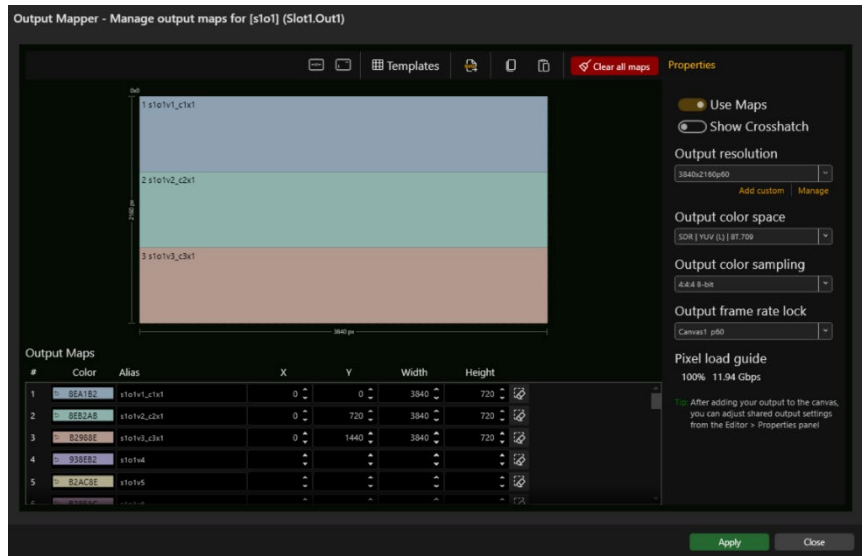 Output Mapper - Manage output maps for [s1o1] (Slot1.Out1)
Templates
Clear all maps
Properties
0x0
1 s1o1v1_c1x1
2 s1o1v2_c2x1
3 s1o1v3_c3x1
2160 px
3840 px
Use Maps
Show Crosshatch
Output resolution
3840x2160p60
Add custom
Manage
Output color space
SDR | YUV (L) | BT.709
Output color sampling
4:4:4 8-bit
Output frame rate lock
Canvas1 p60
Pixel load guide
100% 11.94 Gbps
Tip: After adding your output to the canvas,
you can adjust shared output settings
from the Editor > Properties panel
Output Maps
# Color Alias X Y Width Height
1 8EA1B2 s1o1v1_c1x1 0 0 3840 720
2 8EB2AB s1o1v2_c2x1 0 720 3840 720
3 B2988E s1o1v3_c3x1 0 1440 3840 720
4 938EB2 s1o1v4
5 B2AC8E s1o1v5
Apply
Close